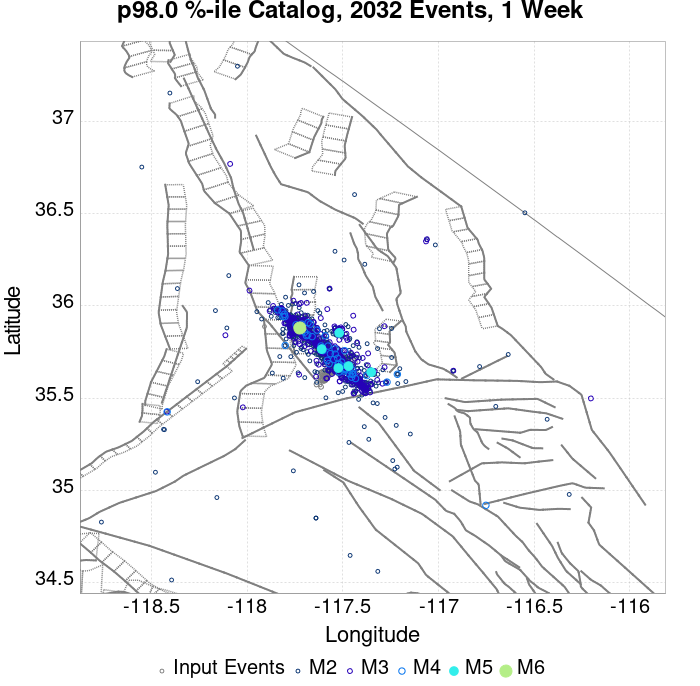 p98.0 %-ile Catalog, 2032 Events, 1 Week
37
36.5
36
35.5
35
34.5
Latitude
-118.5 -118 -117.5 -117 -116.5 -116
Longitude
Input Events M2 M3 M4 M5 M6